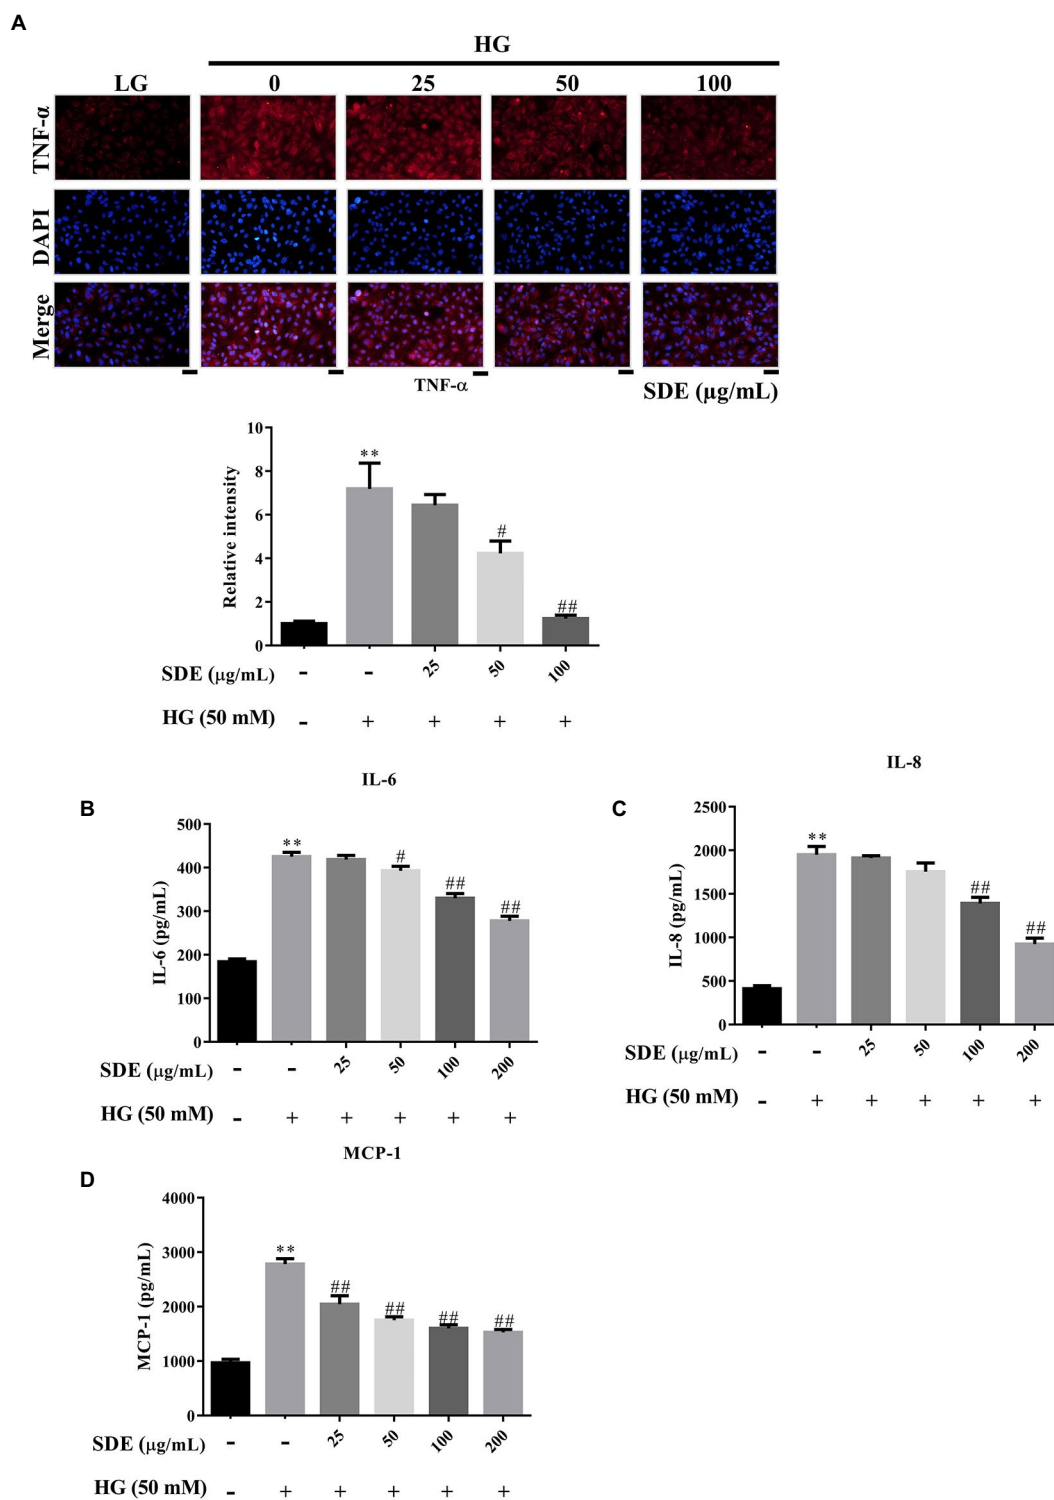 A
HG
LG 0 25 50 100
TNF-α
DAPI
Merge
TNF-α
SDE (μg/mL)
10
8
6
4
2
0
Relative intensity
**
#
##
SDE (μg/mL) - - 25 50 100
HG (50 mM) - + + + +
B
IL-6
500
400
300
200
100
0
IL-6 (pg/mL)
**
#
##
##
SDE (μg/mL) - - 25 50 100 200
HG (50 mM) - + + + + +
C
IL-8
2500
2000
1500
1000
500
0
IL-8 (pg/mL)
**
##
##
SDE (μg/mL) - - 25 50 100 200
HG (50 mM) - + + + + +
D
MCP-1
4000
3000
2000
1000
0
MCP-1 (pg/mL)
**
##
##
##
##
SDE (μg/mL) - - 25 50 100 200
HG (50 mM) - + + + + +